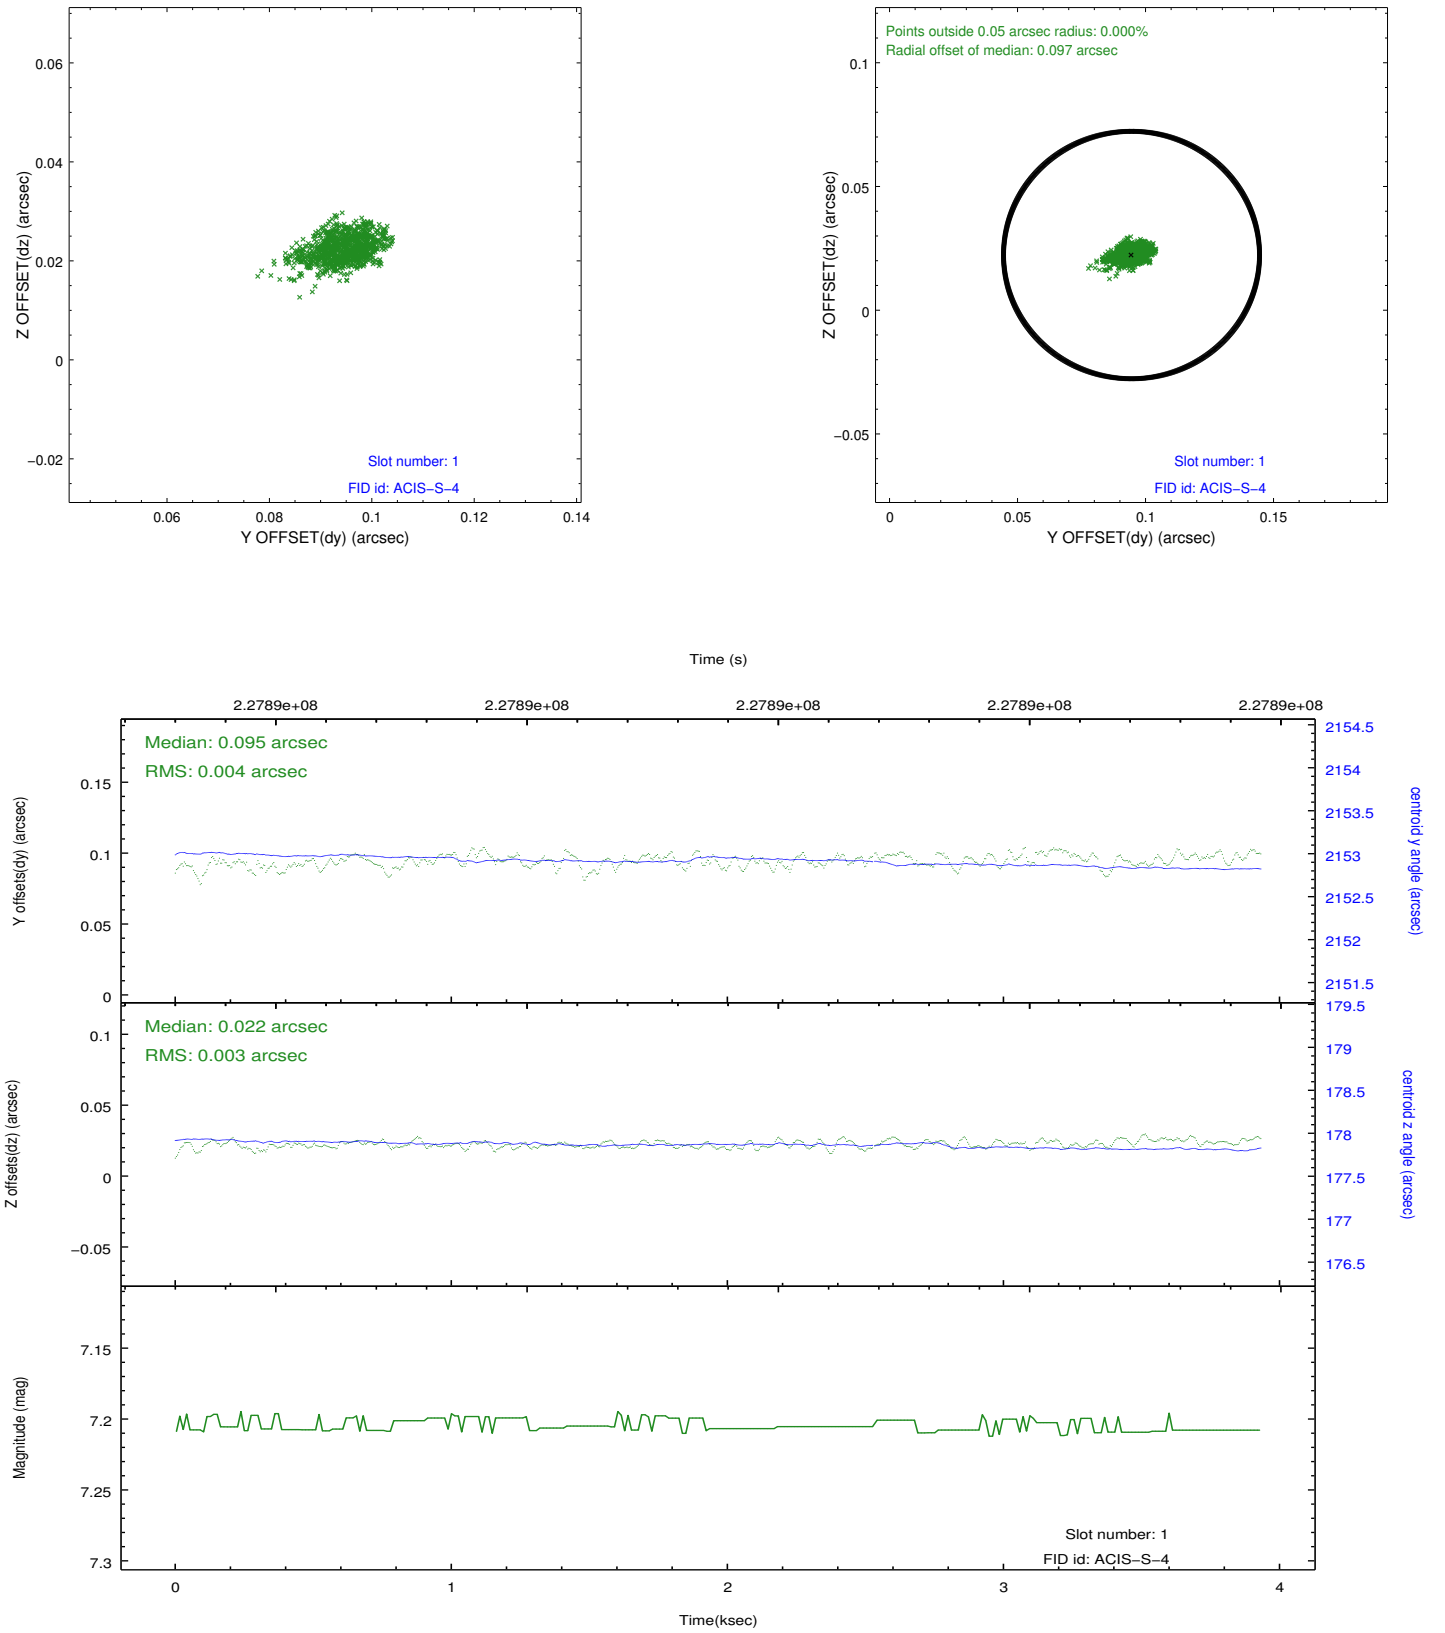 0.06
0.04
0.02
0
−0.02
Z OFFSET(dz) (arcsec)
Slot number: 1
FID id: ACIS−S−4
0.06 0.08 0.1 0.12 0.14
Y OFFSET(dy) (arcsec)
Points outside 0.05 arcsec radius: 0.000%
Radial offset of median: 0.097 arcsec
0.1
0.05
0
−0.05
Z OFFSET(dz) (arcsec)
Slot number: 1
FID id: ACIS−S−4
0 0.05 0.1 0.15
Y OFFSET(dy) (arcsec)
Time (s)
2.2789e+08 2.2789e+08 2.2789e+08 2.2789e+08 2.2789e+08
Median: 0.095 arcsec
RMS: 0.004 arcsec
0.15
0.1
0.05
0
Y offsets(dy) (arcsec)
2154.5
2154
2153.5
2153
2152.5
2152
2151.5
centroid y angle (arcsec)
Median: 0.022 arcsec
RMS: 0.003 arcsec
0.1
0.05
0
−0.05
Z offsets(dz) (arcsec)
179.5
179
178.5
178
177.5
177
176.5
centroid z angle (arcsec)
7.15
7.2
7.25
7.3
Magnitude (mag)
Slot number: 1
FID id: ACIS−S−4
0 1 2 3 4
Time(ksec)